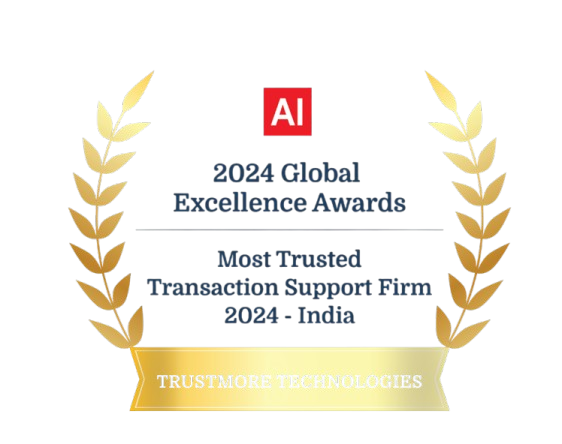 AI
2024 Global
Excellence Awards
Most Trusted
Transaction Support Firm
2024 - India
TRUSTMORE TECHNOLOGIES